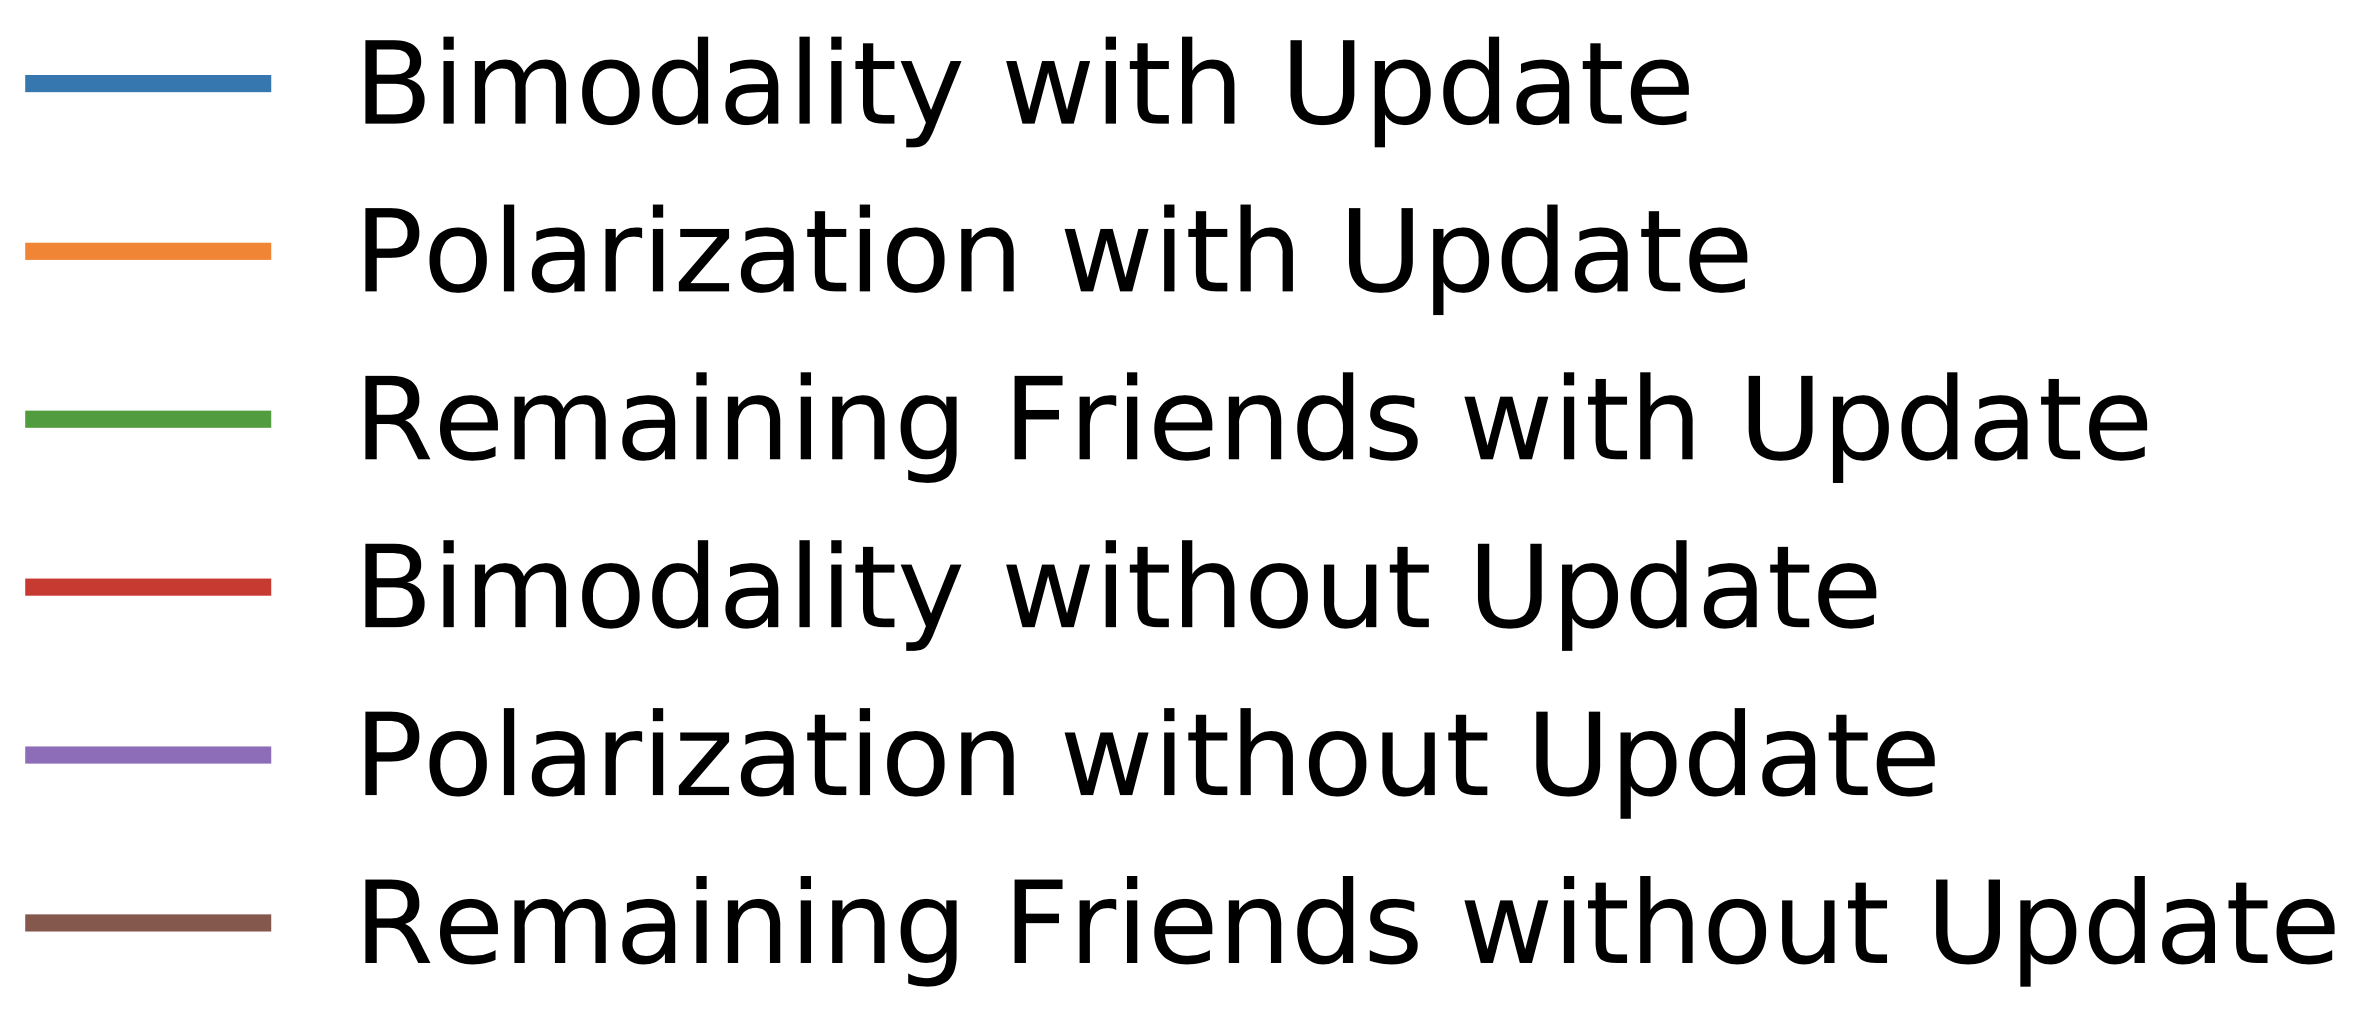 Bimodality with Update
Polarization with Update
Remaining Friends with Update
Bimodality without Update
Polarization without Update
Remaining Friends without Update